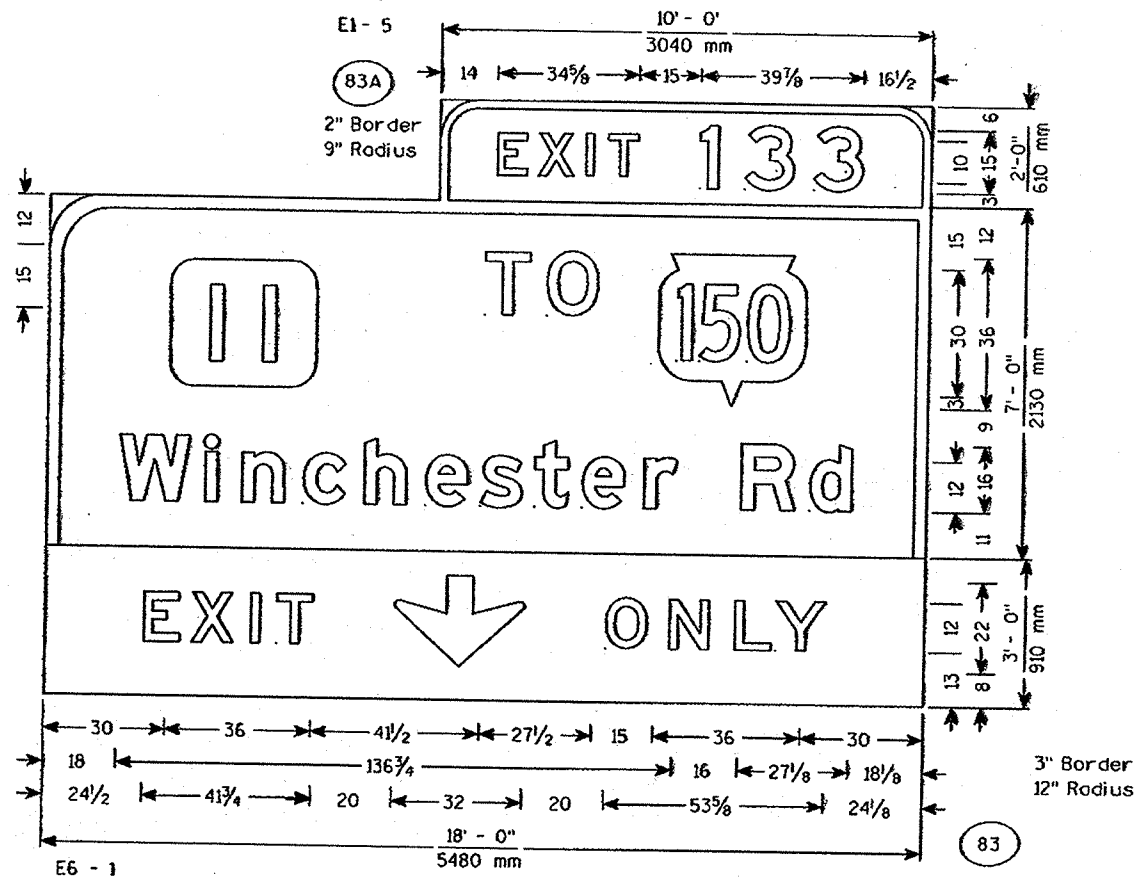 E1 - 5
10' - 0'
3040 mm
83A
14 34⅝ 15 39⅞ 16½
2" Border
9" Radius
EXIT 133
6
10 15
3
2'-0"
610 mm
12
15
11 TO 150
15 12
30 36
3
9
7' - 0"
2130 mm
Winchester Rd
12 16
11
EXIT ONLY
12 22
13 8
3' - 0"
910 mm
30 36 41½ 27½ 15 36 30
18 136¾ 16 27⅛ 18⅛
24½ 41¾ 20 32 20 53⅝ 24⅛
3" Border
12" Radius
18' - 0"
5480 mm
83
E6 - 1